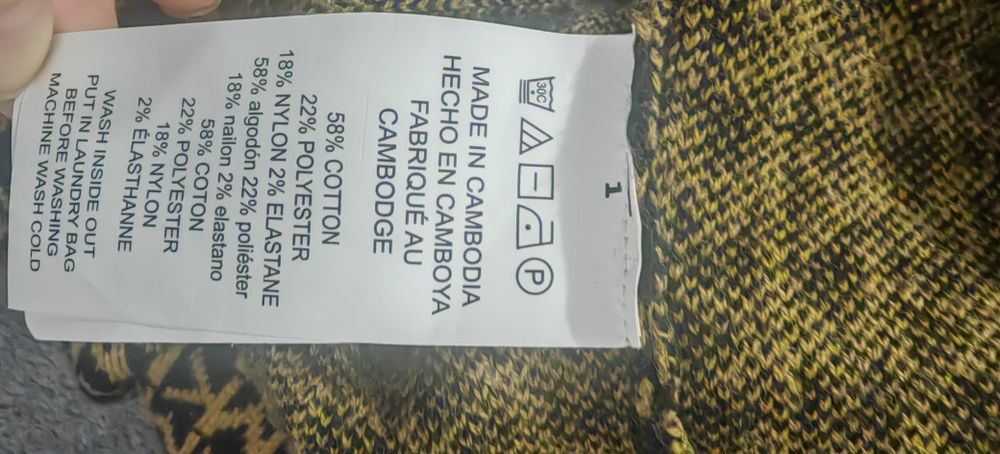 1
30C P
MADE IN CAMBODIA
HECHO EN CAMBOYA
FABRIQUÉ AU
CAMBODGE
58% COTTON
22% POLYESTER
18% NYLON 2% ELASTANE
58% algodón 22% poliéster
18% nailon 2% elastano
58% COTON
22% POLYESTER
18% NYLON
2% ÉLASTHANNE
WASH INSIDE OUT
PUT IN LAUNDRY BAG
BEFORE WASHING
MACHINE WASH COLD